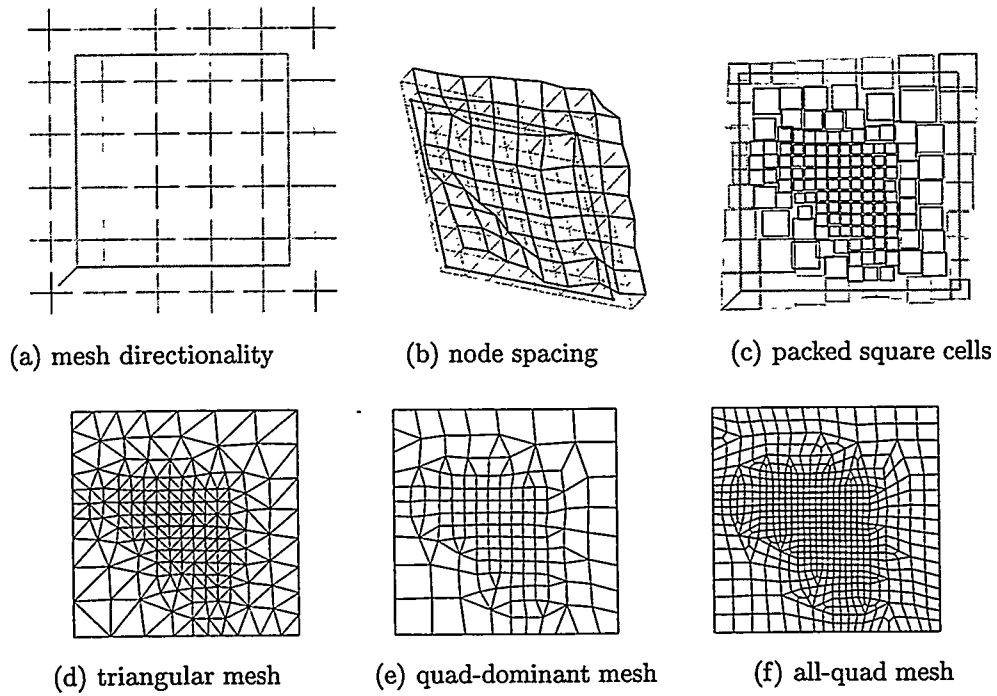 (a) mesh directionality
(b) node spacing
(c) packed square cells
(d) triangular mesh
(e) quad-dominant mesh
(f) all-quad mesh